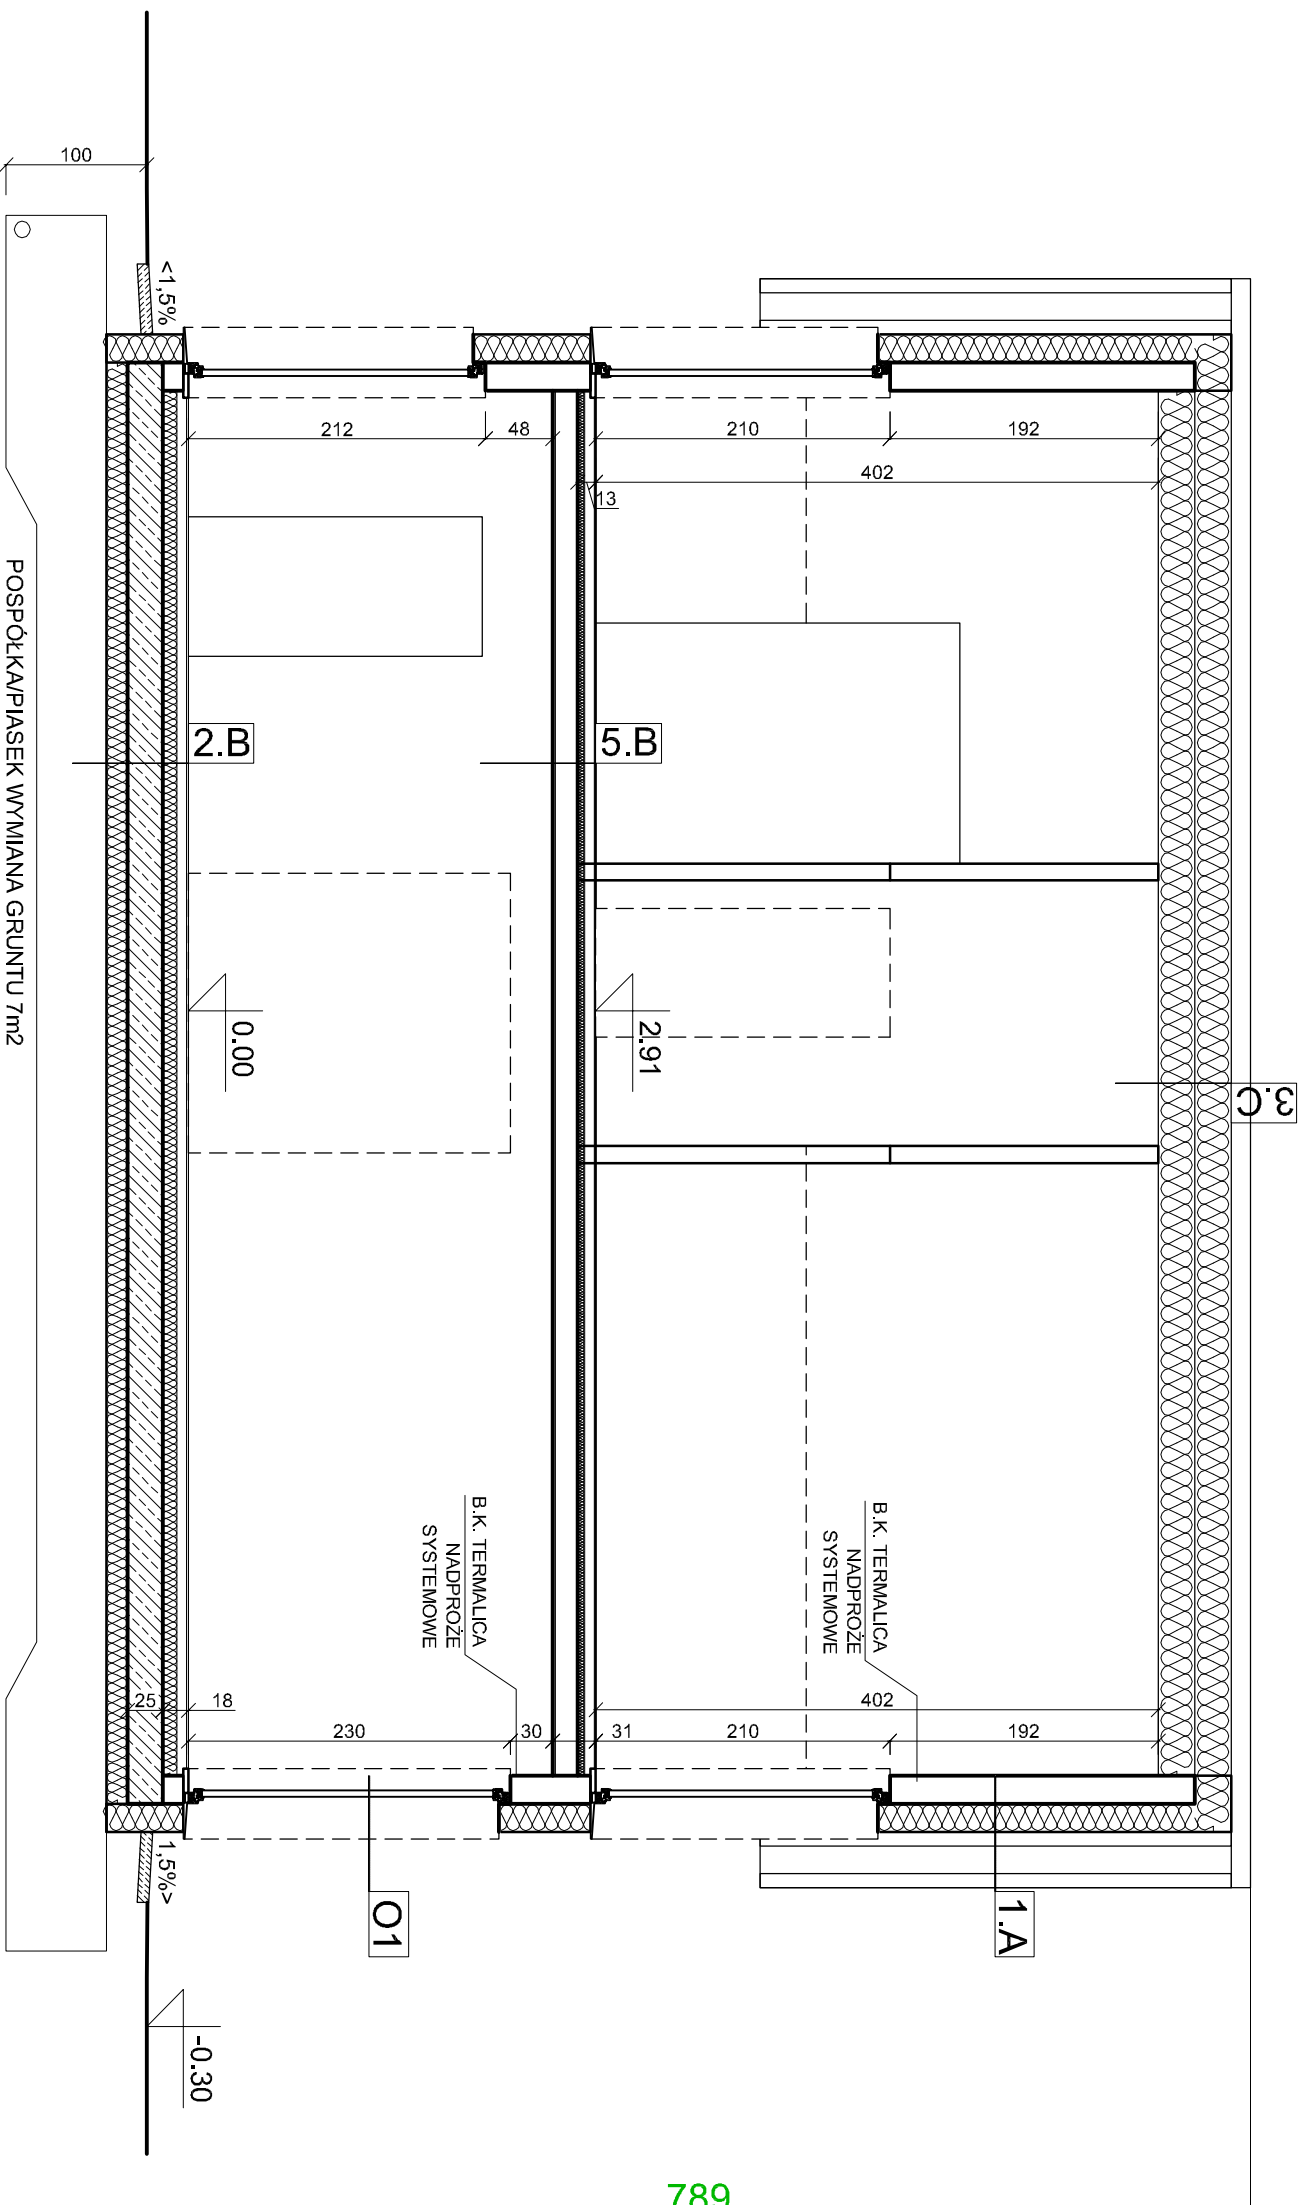 100
<1,5%
212
48
210
192
402
13
2.B
5.B
POSPÓŁKA/PIASEK WYMIANA GRUNTU 7m2
0.00
2.91
3.C
B.K. TERMALICA
NADPROŻE
SYSTEMOWE
B.K. TERMALICA
NADPROŻE
SYSTEMOWE
25
18
402
230
30
31
210
192
1,5%>
O1
1.A
-0.30
789